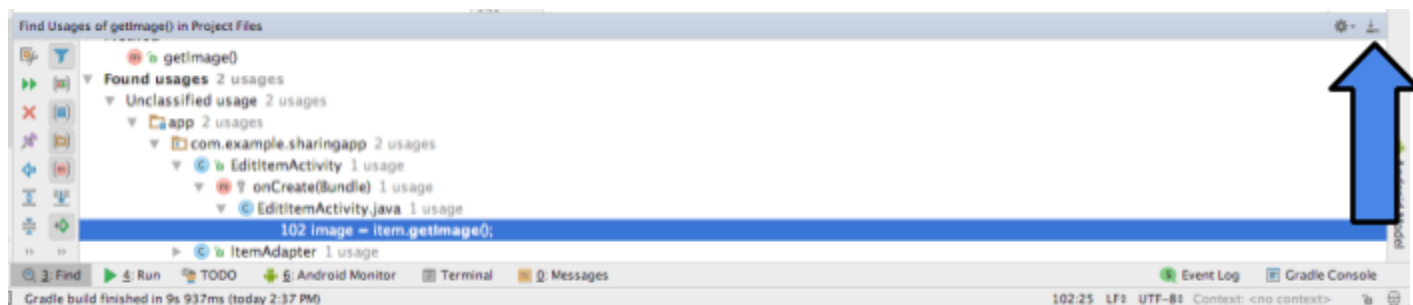 Find Usages of getImage() in Project Files
getImage()
Found usages 2 usages
Unclassified usage 2 usages
app 2 usages
com.example.sharingapp 2 usages
EditItemActivity 1 usage
onCreate(Bundle) 1 usage
EditItemActivity.java 1 usage
102 image = item.getImage();
ItemAdapter 1 usage
3: Find 4: Run TODO 6: Android Monitor Terminal 0: Messages Event Log Gradle Console
Gradle build finished in 9s 937ms (today 2:37 PM) 102:25 LF UTF-8 Context: <no context>